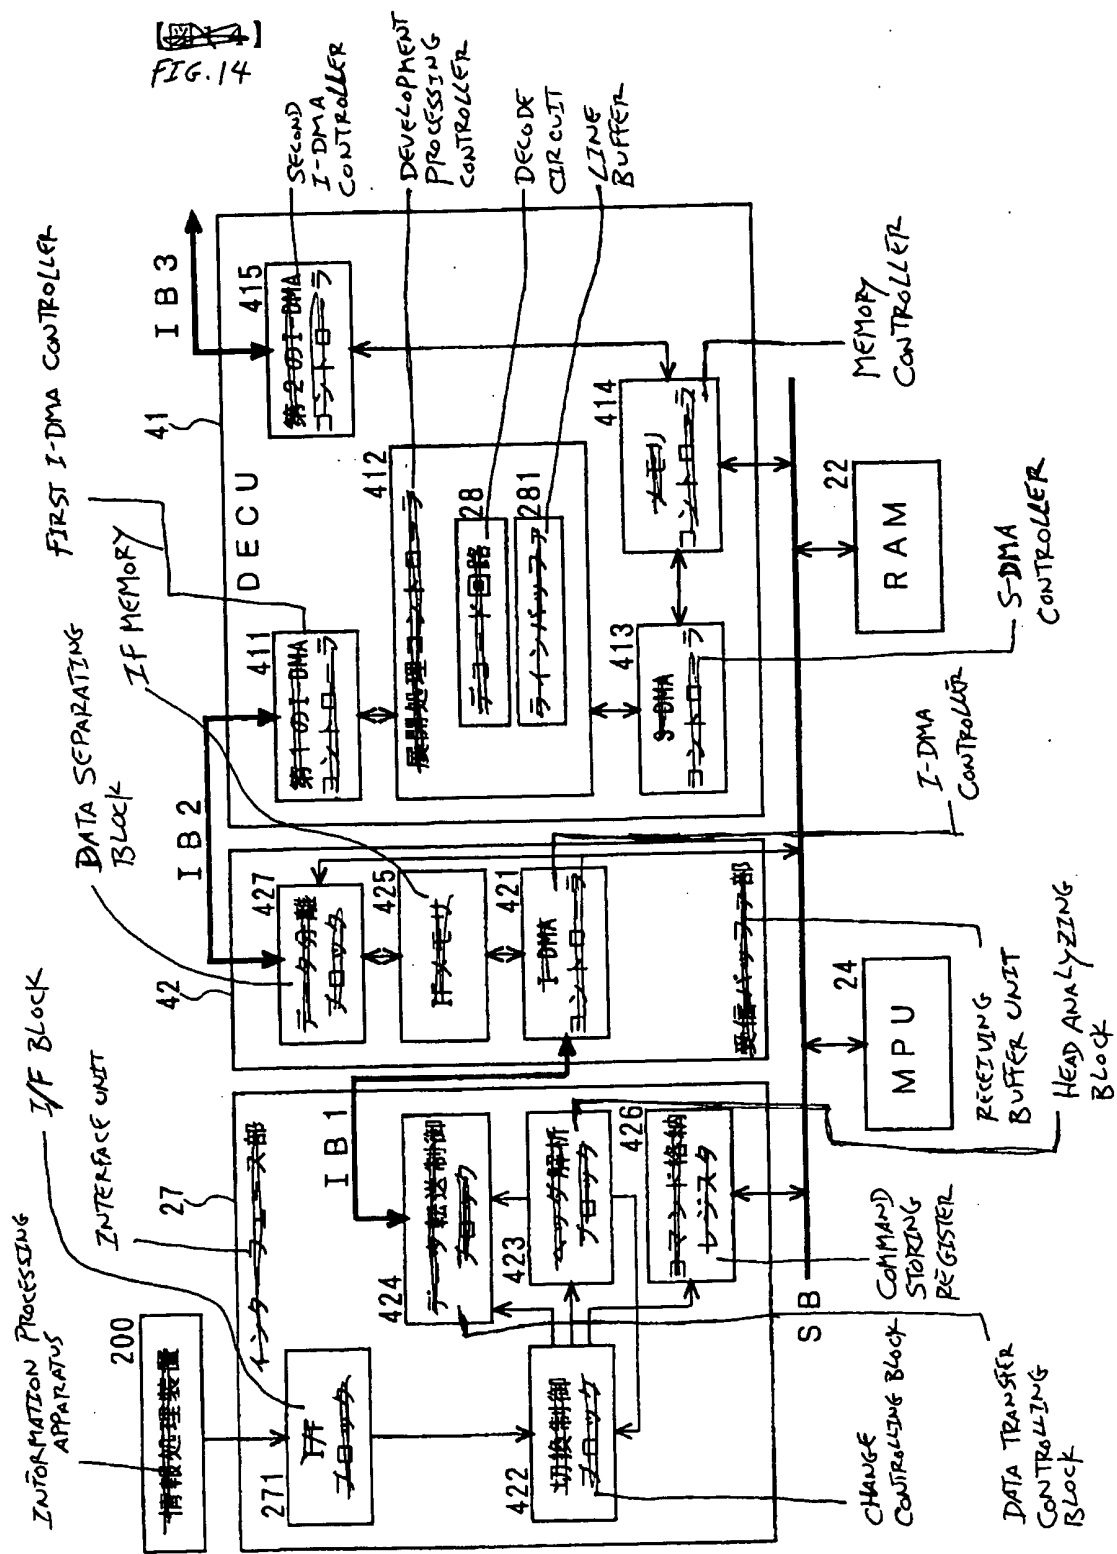 【図14】
FIG. 14
INFORMATION PROCESSING
APPARATUS
200
情報処理装置
I/F BLOCK
INTERFACE UNIT
27
インターフェース部
271
I/F
ブロック
422
切換制御
ブロック
CHANGE
CONTROLLING BLOCK
424
データ転送制御
ブロック
DATA TRANSFER
CONTROLLING
BLOCK
423
ヘッダ解析
ブロック
HEAD ANALYZING
BLOCK
426
コマンド格納
レジスタ
COMMAND
STORING
REGISTER
IB1
42
DATA SEPARATING
BLOCK
427
データ分離
ブロック
IF MEMORY
425
IFメモリ
421
I-DMA
コントローラ
I-DMA
CONTROLLER
受信バッファ部
RECEIVING
BUFFER UNIT
IB2
41
DECU
FIRST I-DMA CONTROLLER
411
第1のI-DMA
コントローラ
IB3
415
第2のI-DMA
コントローラ
SECOND
I-DMA
CONTROLLER
412
展開処理コントローラ
DEVELOPMENT
PROCESSING
CONTROLLER
28
デコード回路
DECODE
CIRCUIT
281
ラインバッファ
LINE
BUFFER
413
S-DMA
コントローラ
S-DMA
CONTROLLER
414
メモリ
コントローラ
MEMORY
CONTROLLER
SB
24
MPU
22
RAM